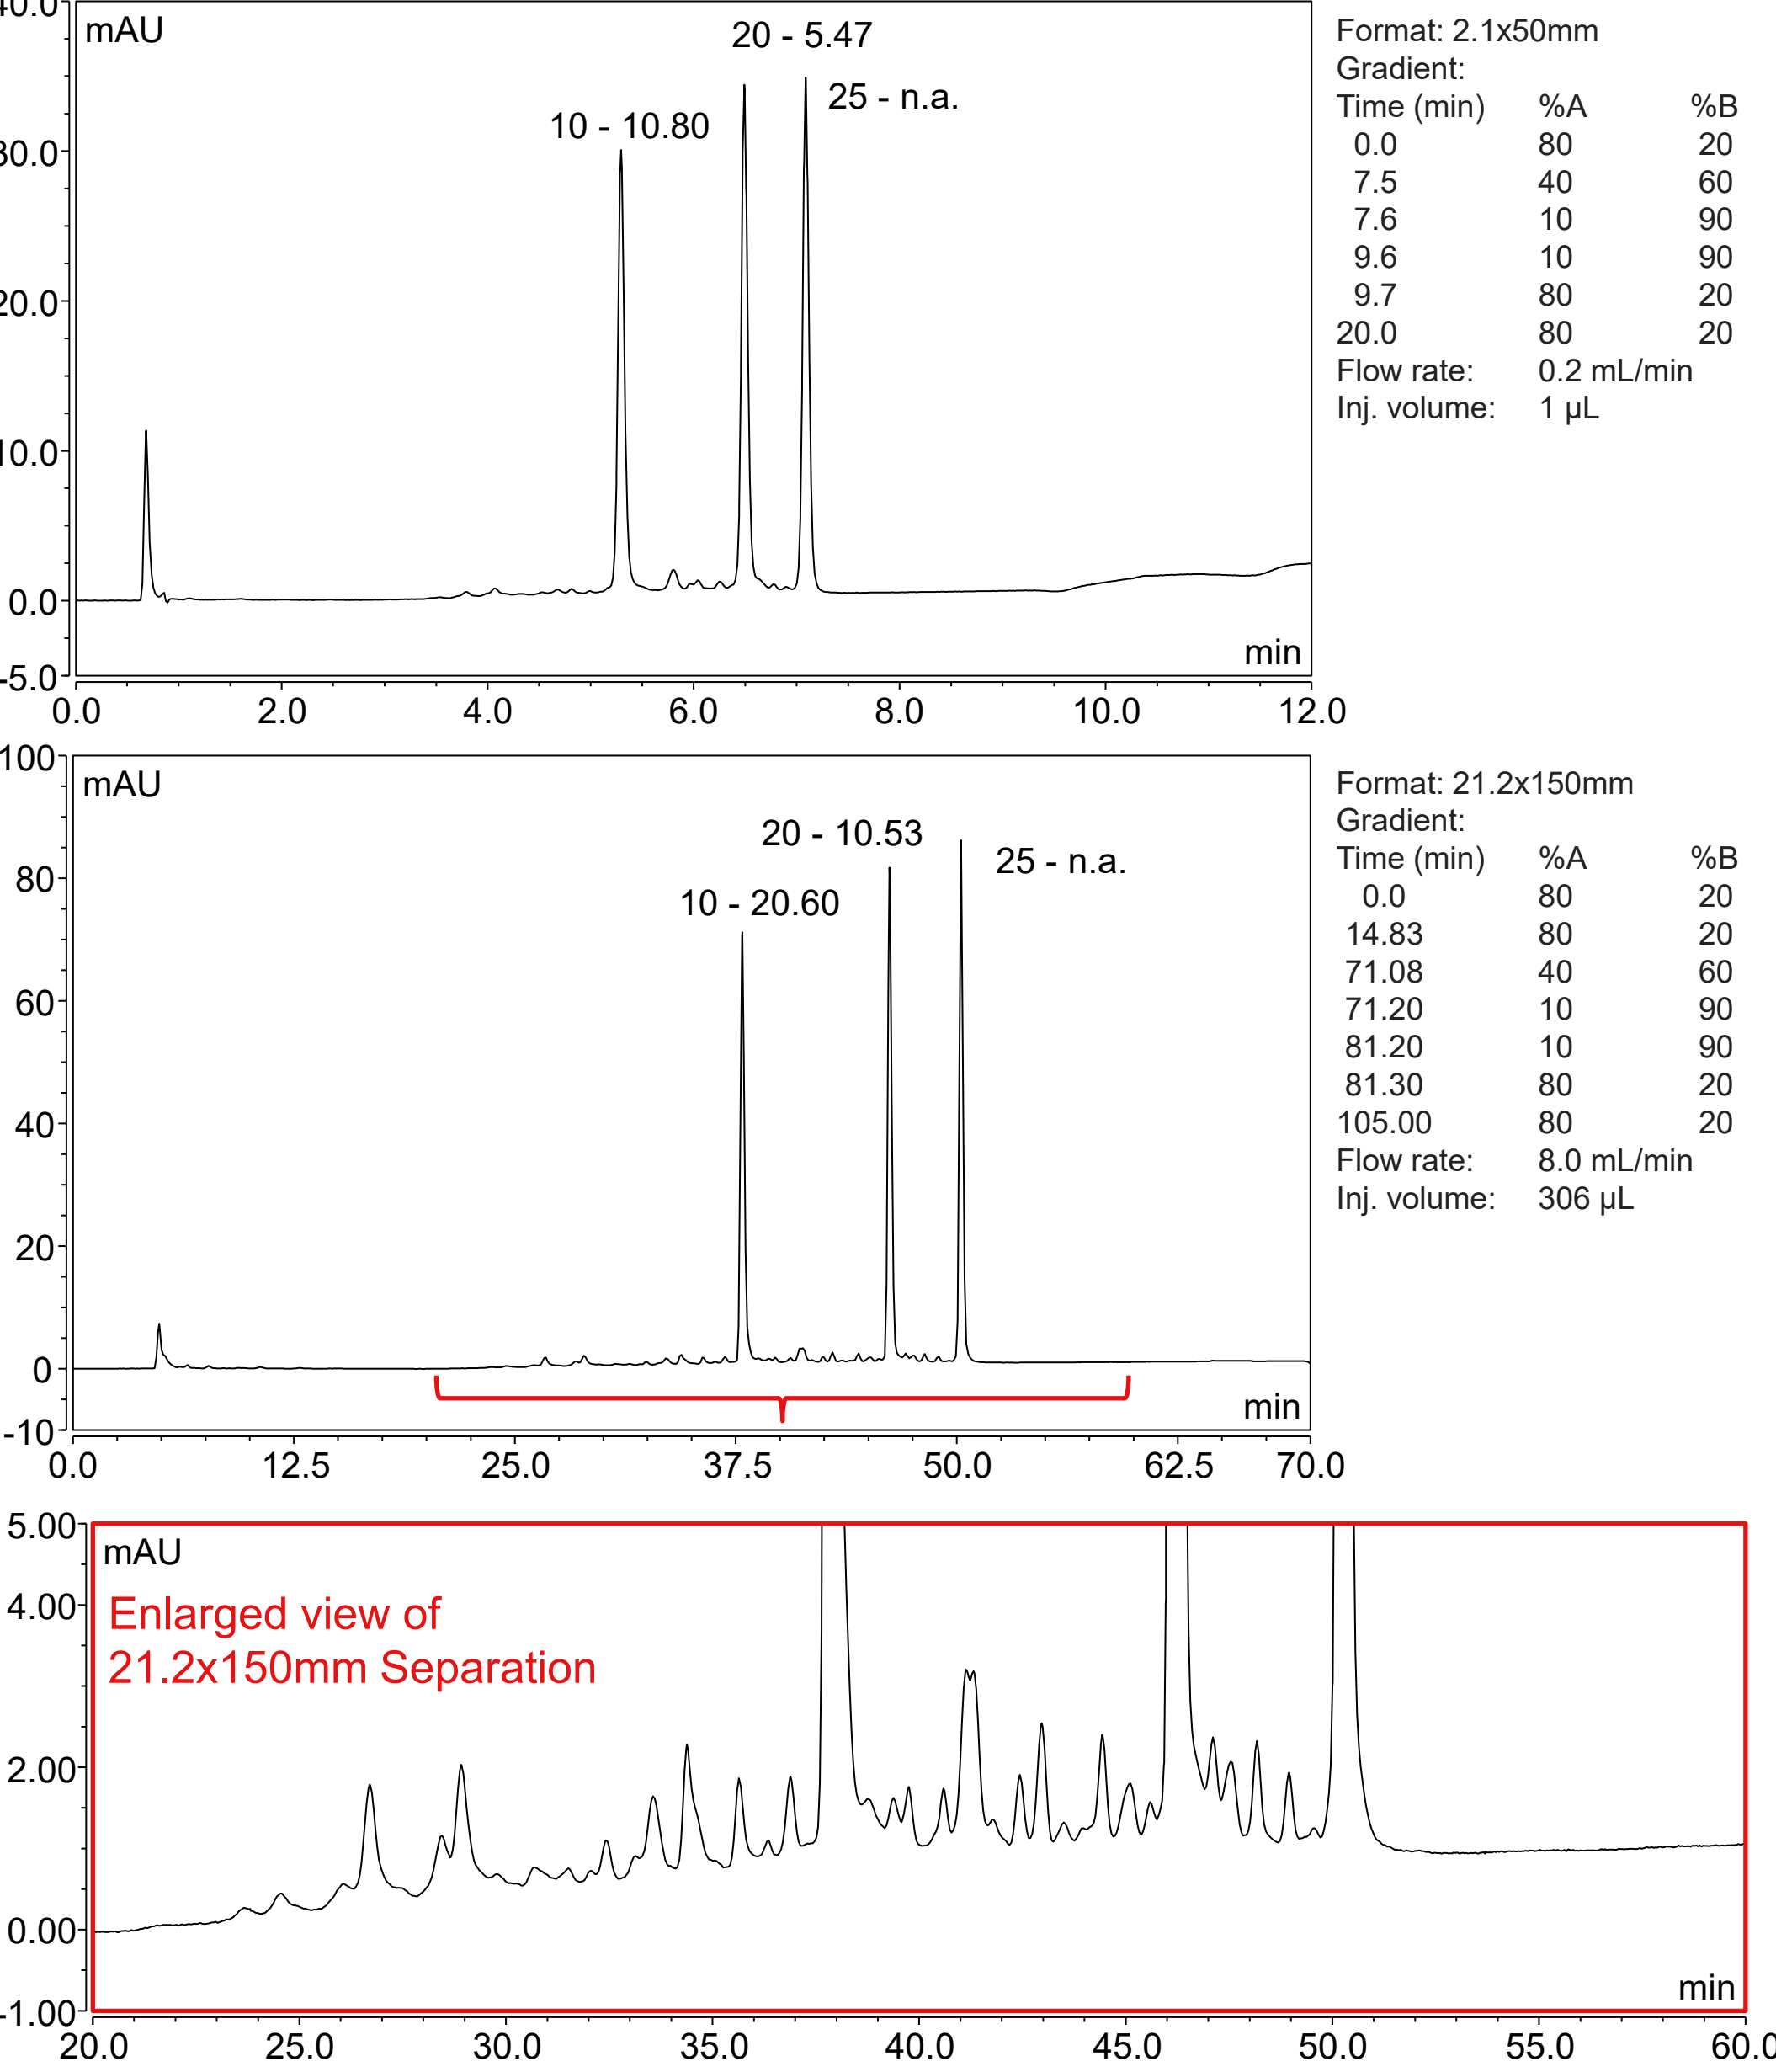 40.0
mAU
20 - 5.47
25 - n.a.
10 - 10.80
30.0
20.0
10.0
0.0
-5.0
min
0.0 2.0 4.0 6.0 8.0 10.0 12.0
Format: 2.1x50mm
Gradient:
Time (min) %A %B
0.0 80 20
7.5 40 60
7.6 10 90
9.6 10 90
9.7 80 20
20.0 80 20
Flow rate: 0.2 mL/min
Inj. volume: 1 µL
100
mAU
20 - 10.53
25 - n.a.
10 - 20.60
80
60
40
20
0
-10
min
0.0 12.5 25.0 37.5 50.0 62.5 70.0
Format: 21.2x150mm
Gradient:
Time (min) %A %B
0.0 80 20
14.83 80 20
71.08 40 60
71.20 10 90
81.20 10 90
81.30 80 20
105.00 80 20
Flow rate: 8.0 mL/min
Inj. volume: 306 µL
5.00
mAU
Enlarged view of
21.2x150mm Separation
4.00
2.00
0.00
-1.00
min
20.0 25.0 30.0 35.0 40.0 45.0 50.0 55.0 60.0